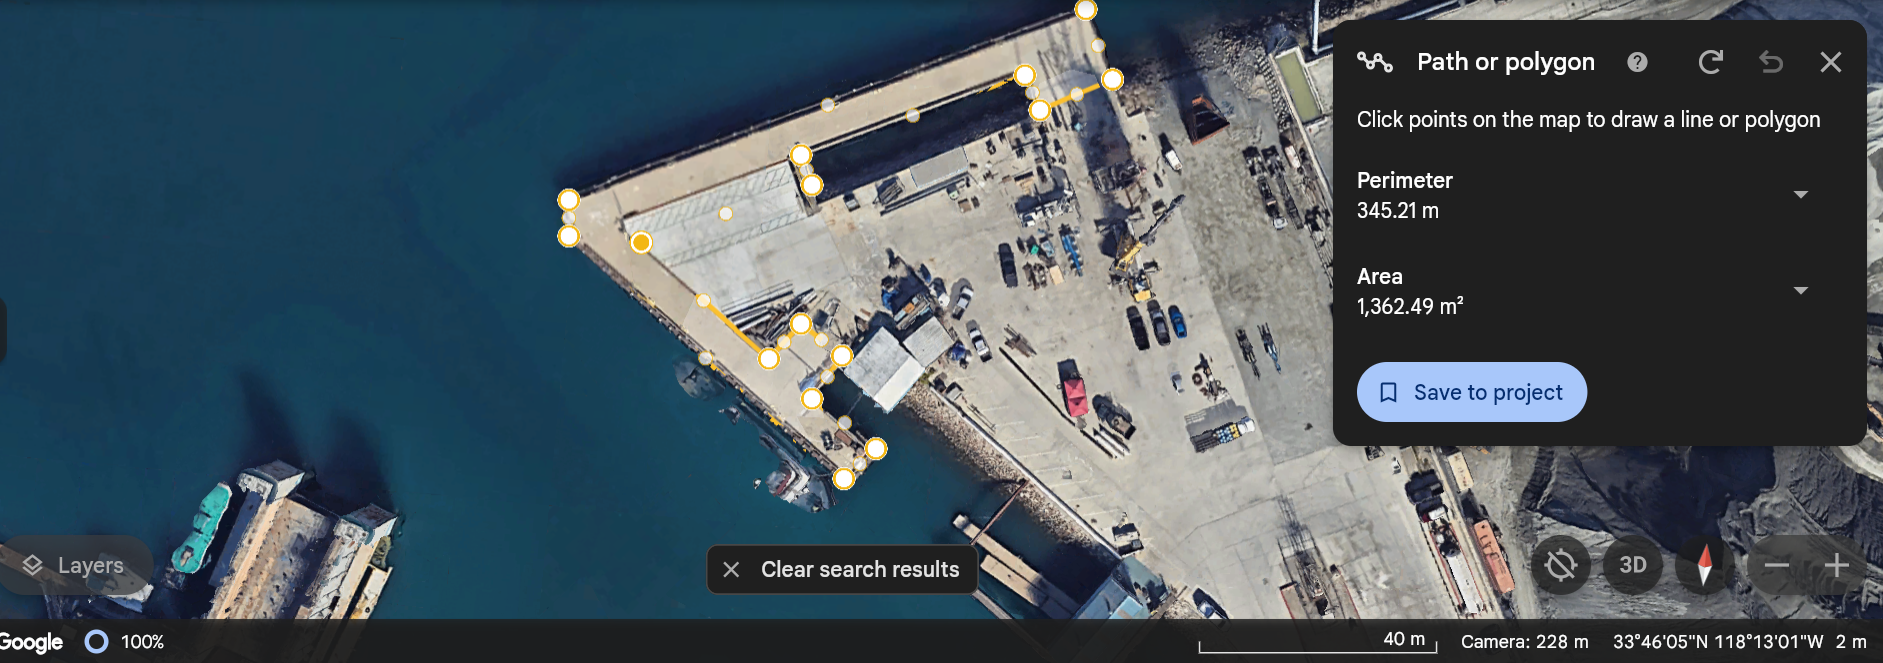 Path or polygon
Click points on the map to draw a line or polygon
Perimeter
345.21 m
Area
1,362.49 m²
Save to project
Layers
3D
Clear search results
Google 100% 40 m Camera: 228 m 33°46'05"N 118°13'01"W 2 m